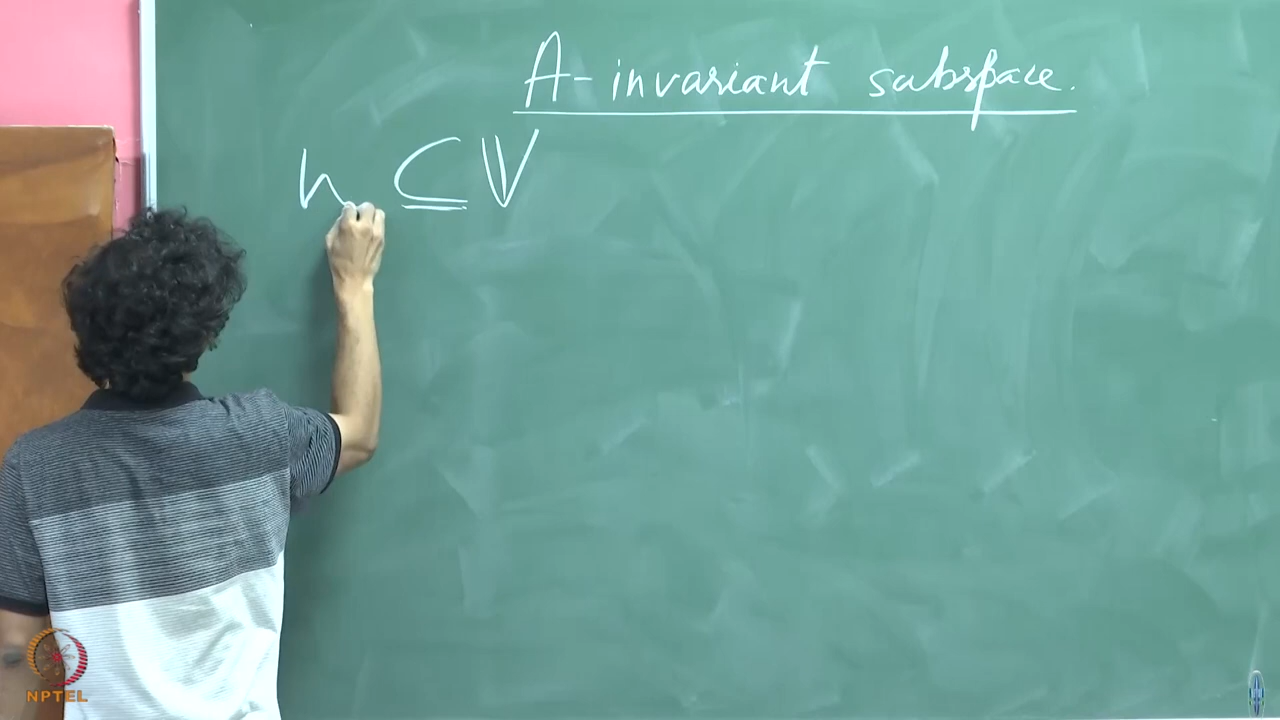 A-invariant subspace.
⊆ 𝕍
NPTEL